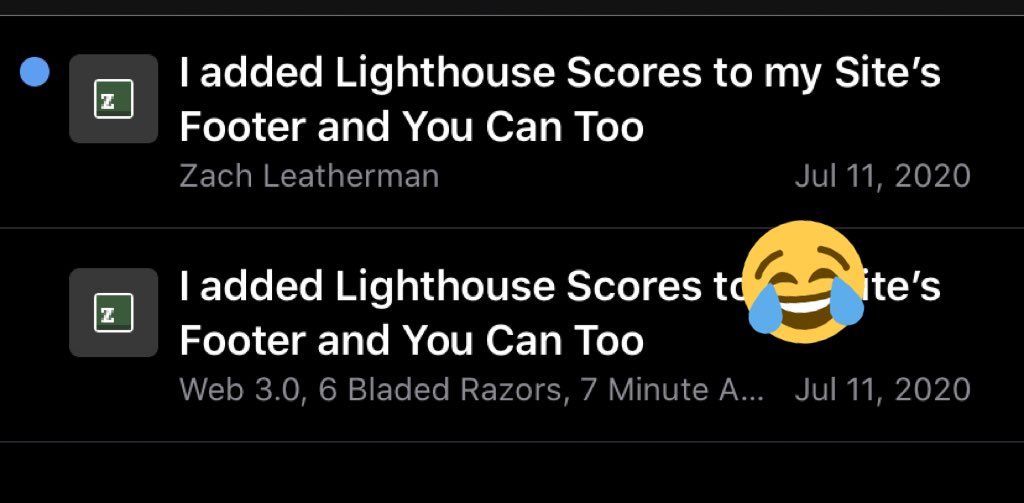 Z
I added Lighthouse Scores to my Site’s
Footer and You Can Too
Zach Leatherman
Jul 11, 2020
Z
I added Lighthouse Scores to ite’s
Footer and You Can Too
Web 3.0, 6 Bladed Razors, 7 Minute A...
Jul 11, 2020